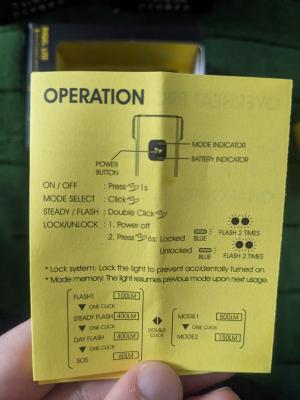 OPERATION
MODE INDICATOR
BATTERY INDICATOR
POWER
BUTTON
ON / OFF : Press 1s
MODE SELECT : Click
STEADY / FLASH : Double Click
LOCK/UNLOCK : 1. Power off
2. Press 6s: Locked BLUE FLASH 2 TIMES
Unlocked BLUE FLASH 2 TIMES
* Lock system: Lock the light to prevent accidentally turned on.
* Mode memory: The light resumes previous mode upon next usage.
FLASH1 100LM
ONE CLICK
STEADY FLASH 400LM
ONE CLICK
DAY FLASH 400LM
ONE CLICK
SOS 60LM
DOUBLE
CLICK
MODE1 500LM
ONE CLICK
MODE2 150LM